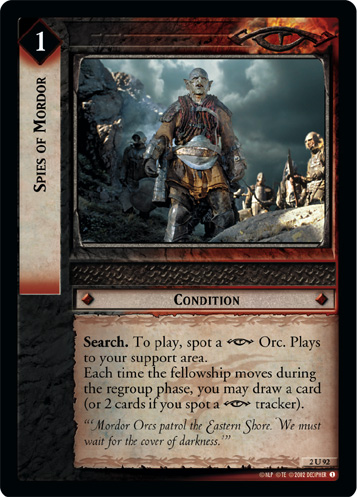 1
SPIES OF MORDOR
CONDITION
Search. To play, spot a Orc. Plays
to your support area.
Each time the fellowship moves during
the regroup phase, you may draw a card
(or 2 cards if you spot a tracker).
“‘Mordor Orcs patrol the Eastern Shore. We must
wait for the cover of darkness.’”
2 U 92
©NLP ™TE ©2002 DECIPHER 1